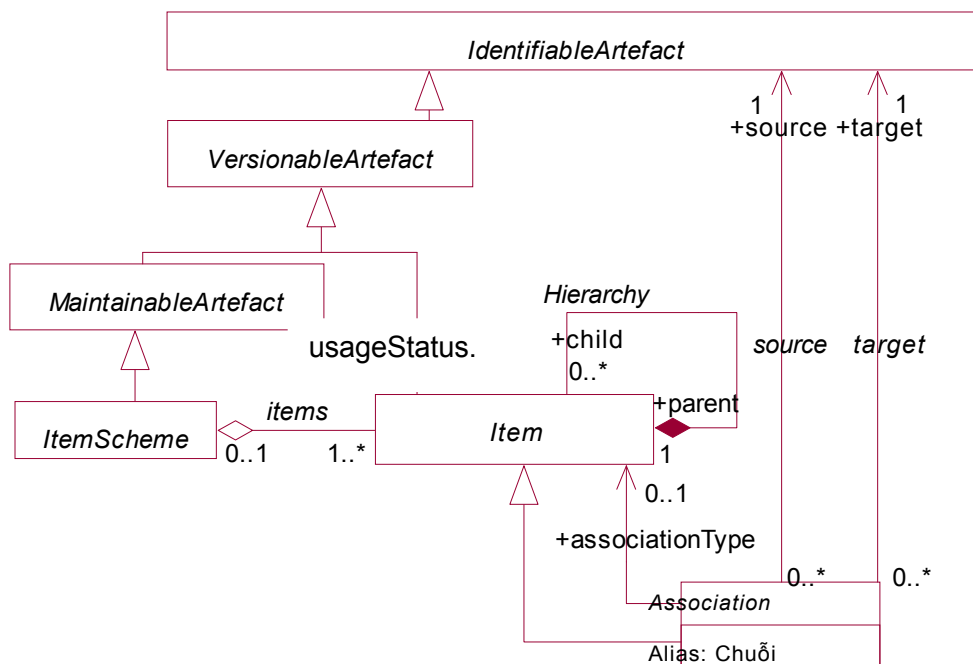 IdentifiableArtefact
1
1
+source
+target
VersionableArtefact
MaintainableArtefact
Hierarchy
+child
0..*
usageStatus.
source
target
+parent
items
ItemScheme
0..1
1..*
Item
1
0..1
+associationType
0..*
0..*
Association
Alias: Chuỗi